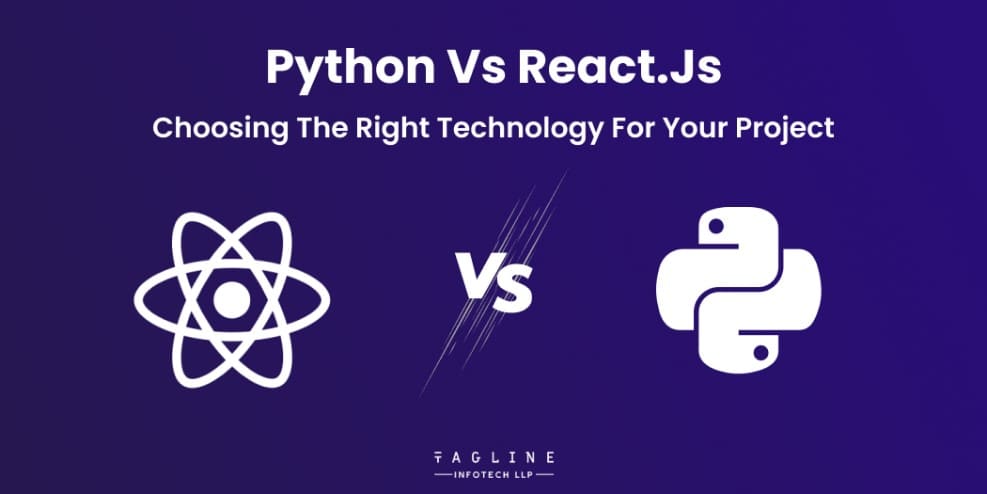 Python Vs React.Js
Choosing The Right Technology For Your Project
VS
TAGLINE
INFOTECH LLP